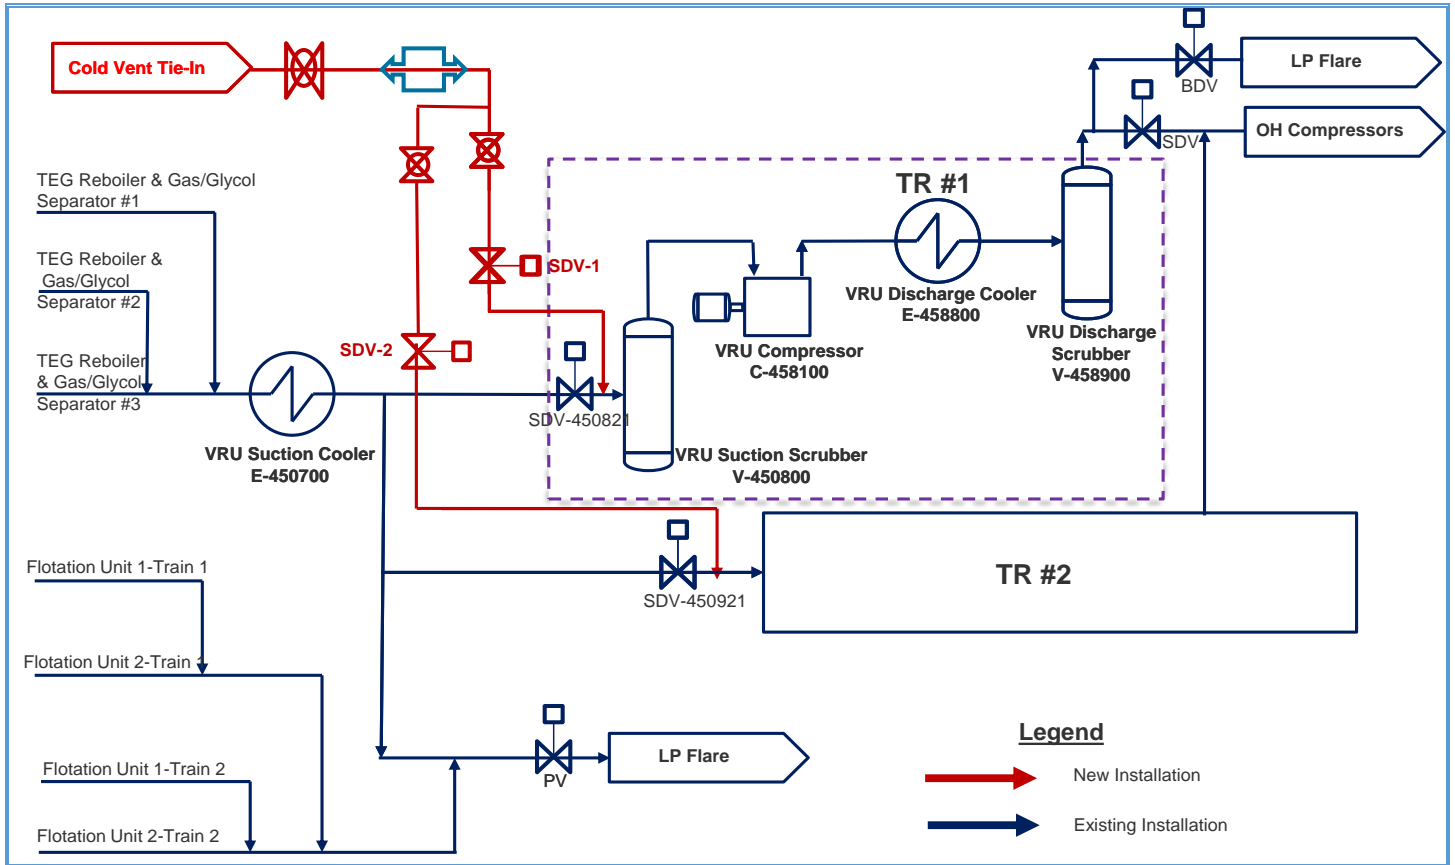 Cold Vent Tie-In
LP Flare
BDV
OH Compressors
SDV
TEG Reboiler & Gas/Glycol
Separator #1
TR #1
TEG Reboiler &
Gas/Glycol
Separator #2
SDV-1
VRU Discharge Cooler
E-458800
VRU Compressor
C-458100
VRU Discharge
Scrubber
V-458900
SDV-2
TEG Reboiler
& Gas/Glycol
Separator #3
SDV-450821
VRU Suction Cooler
E-450700
VRU Suction Scrubber
V-450800
Flotation Unit 1-Train 1
TR #2
SDV-450921
Flotation Unit 2-Train 1
LP Flare
PV
Flotation Unit 1-Train 2
Flotation Unit 2-Train 2
Legend
New Installation
Existing Installation